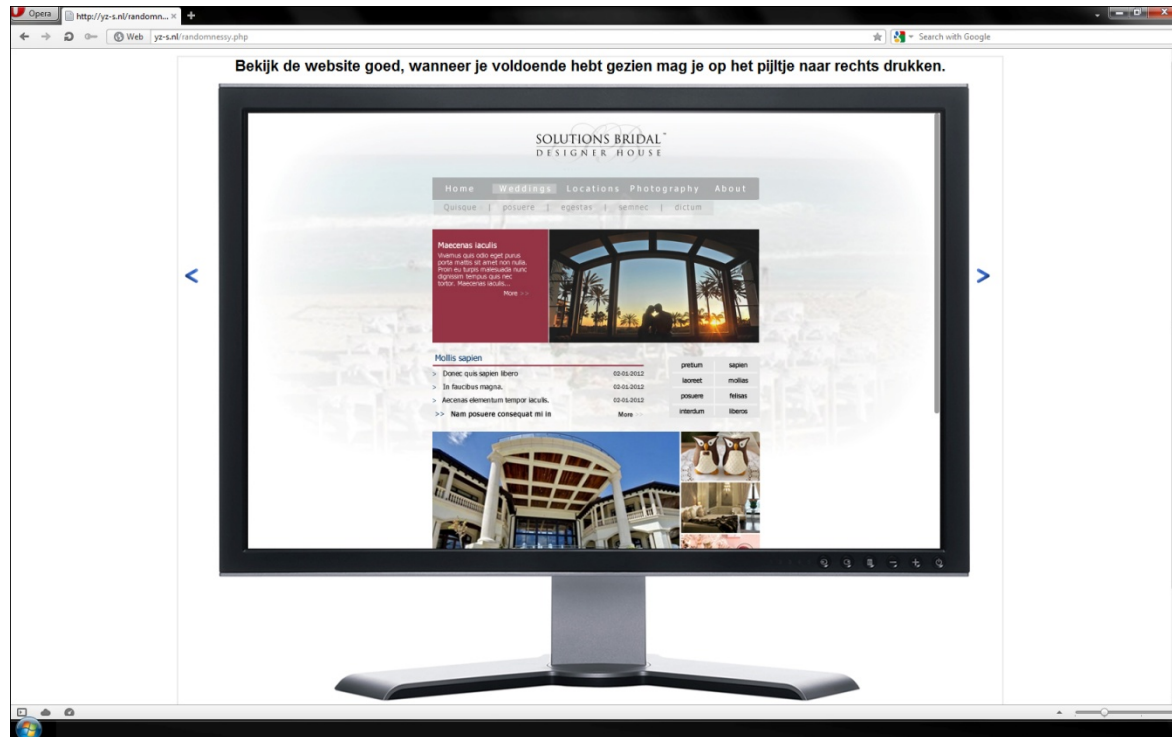 Opera
http://yz-s.nl/randomn...
Web yz-s.nl/randomnessy.php
Search with Google
Bekijk de website goed, wanneer je voldoende hebt gezien mag je op het pijltje naar rechts drukken.
SOLUTIONS BRIDAL™
DESIGNER HOUSE
Home Weddings Locations Photography About
Quisque | posuere | egestas | semnec | dictum
Maecenas iaculis
Vivamus quis odio eget purus
porta mattis sit amet non nulla.
Proin eu turpis malesuada nunc
dignissim tempus quis nec
tortor. Maecenas iaculis...
More >>
<
>
Mollis sapien
> Donec quis sapien libero 03-01-2012
> In faucibus magna. 02-01-2012
> Aecenas elementum tempor iaculis. 02-01-2012
>> Nam posuere consequat mi in More >>
pretium sapien
laoreet mollas
posuere felisas
interdum liberos